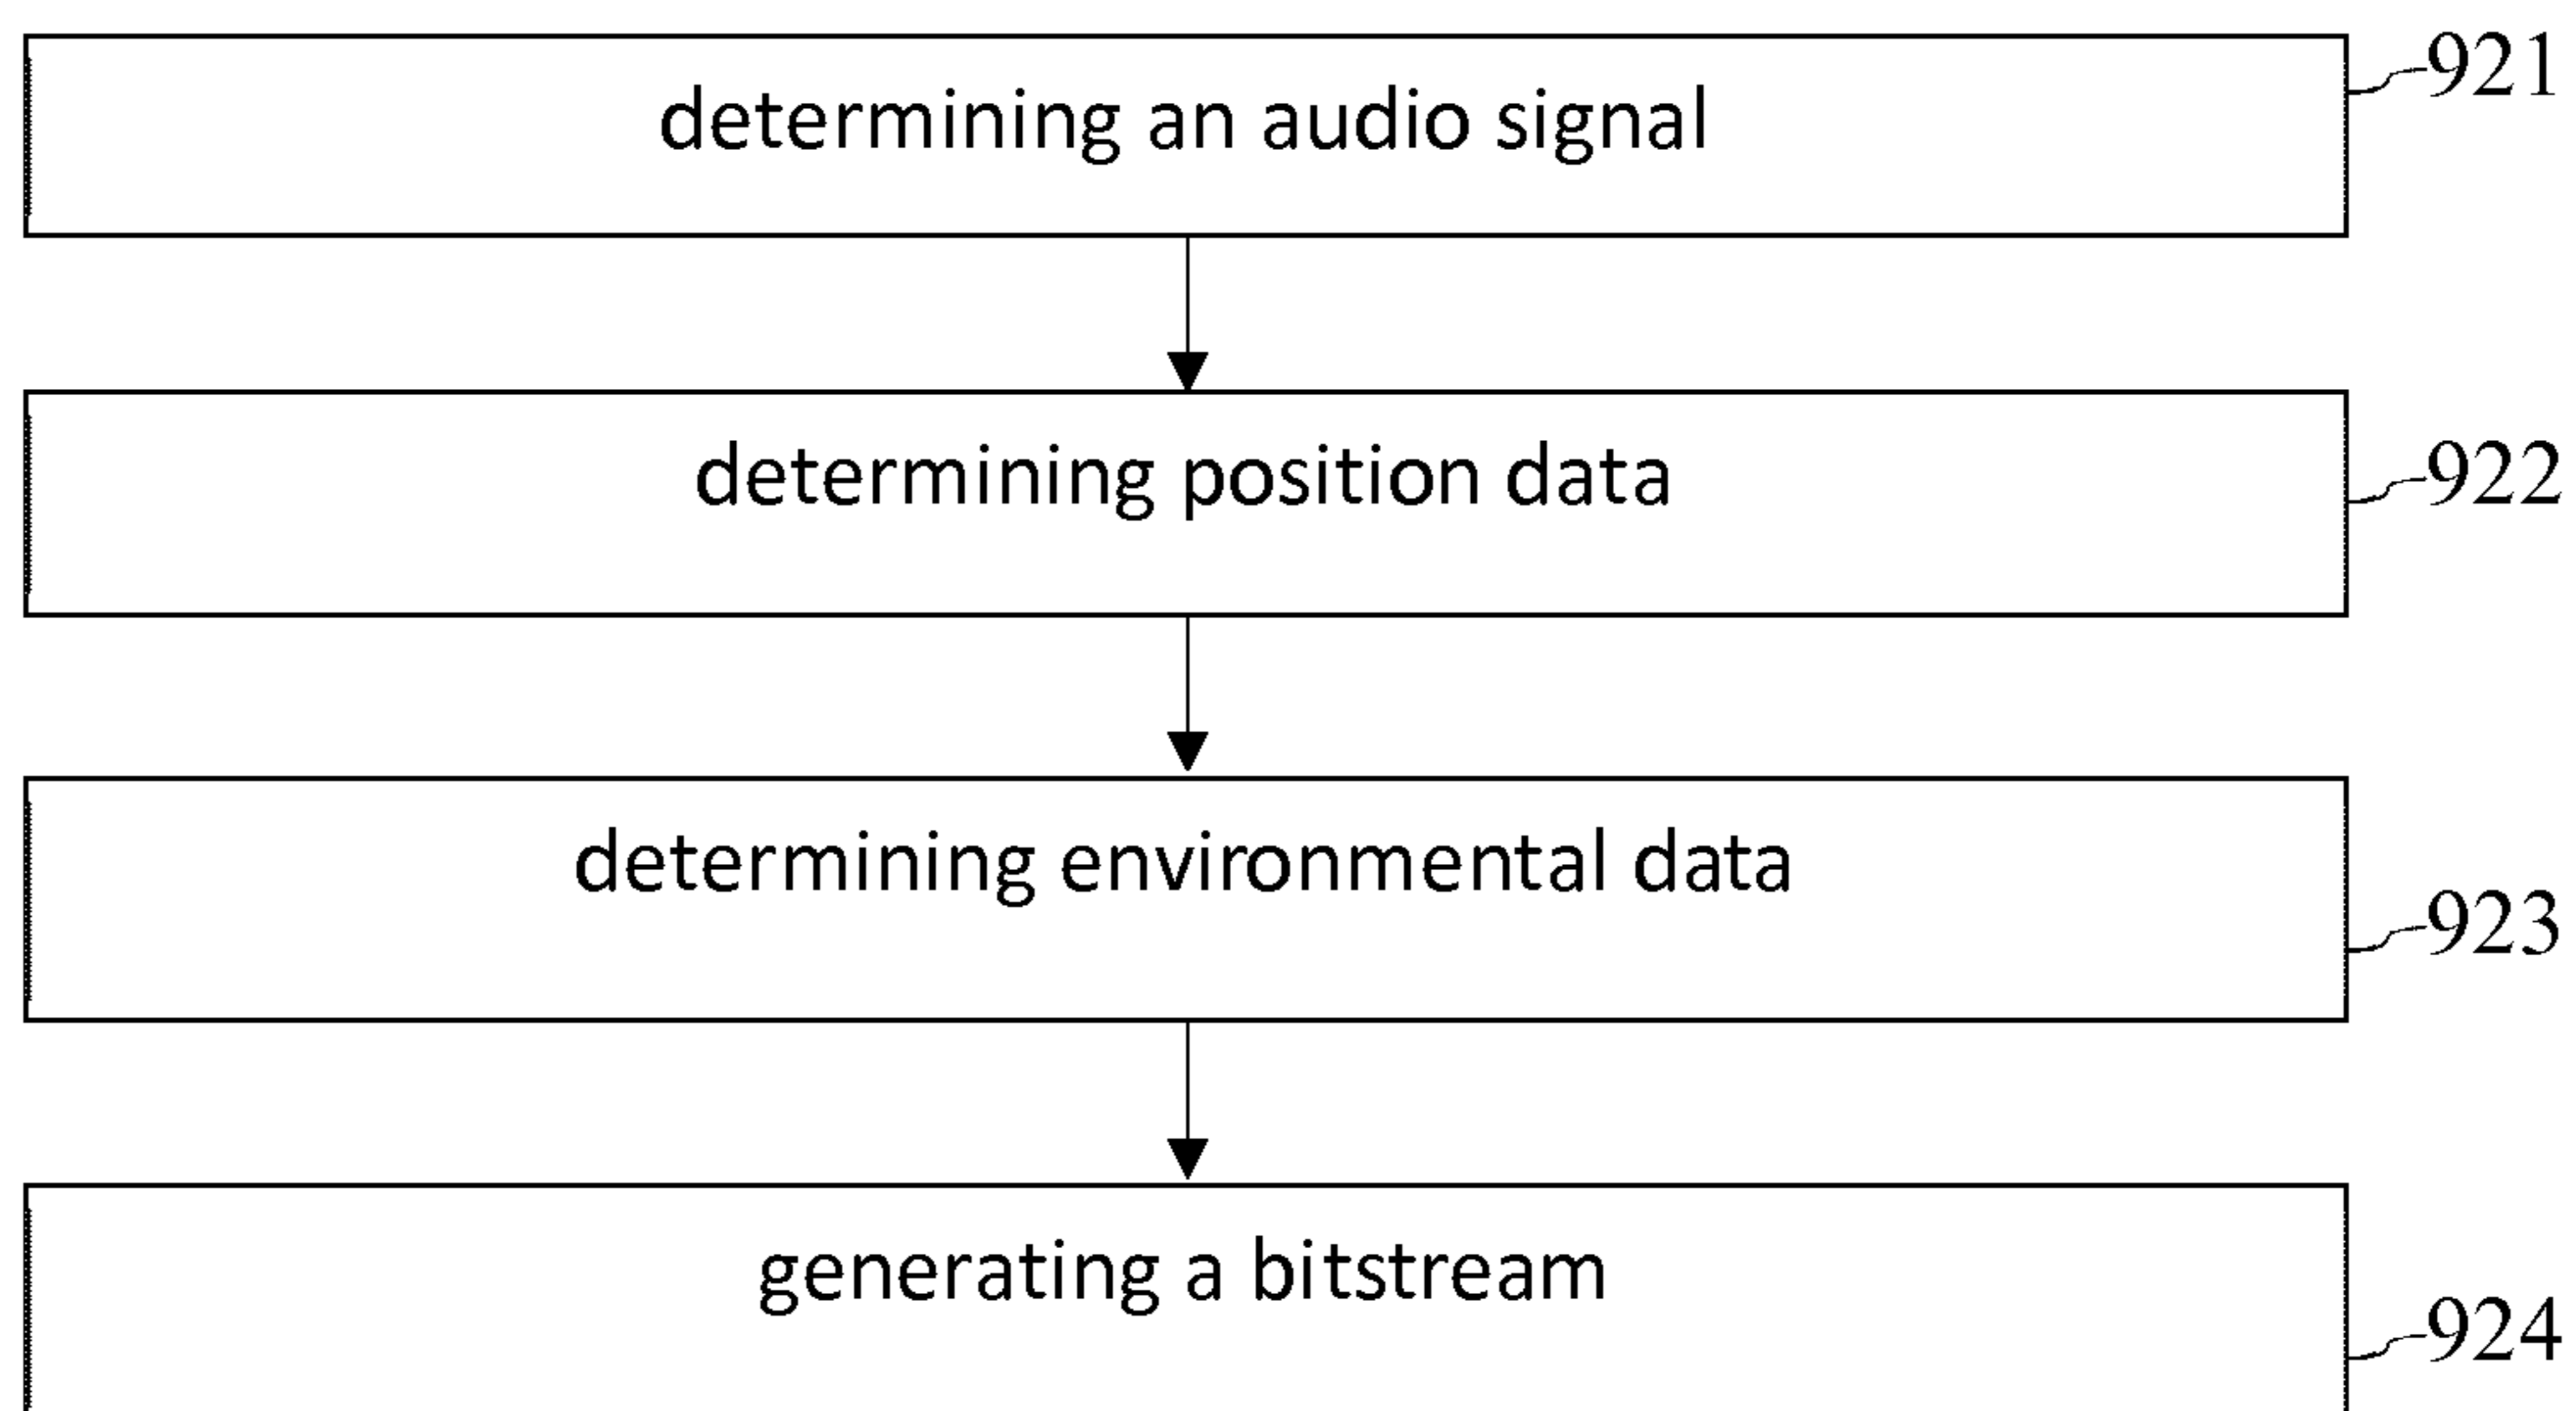 determining an audio signal
921
determining position data
922
determining environmental data
923
generating a bitstream
924